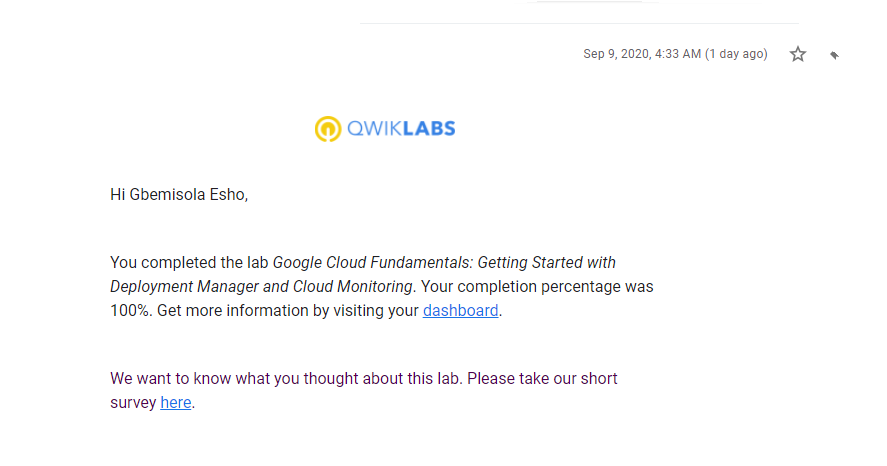 Sep 9, 2020, 4:33 AM (1 day ago)
QWIKLABS
Hi Gbemisola Esho,
You completed the lab Google Cloud Fundamentals: Getting Started with
Deployment Manager and Cloud Monitoring. Your completion percentage was
100%. Get more information by visiting your dashboard.
We want to know what you thought about this lab. Please take our short
survey here.